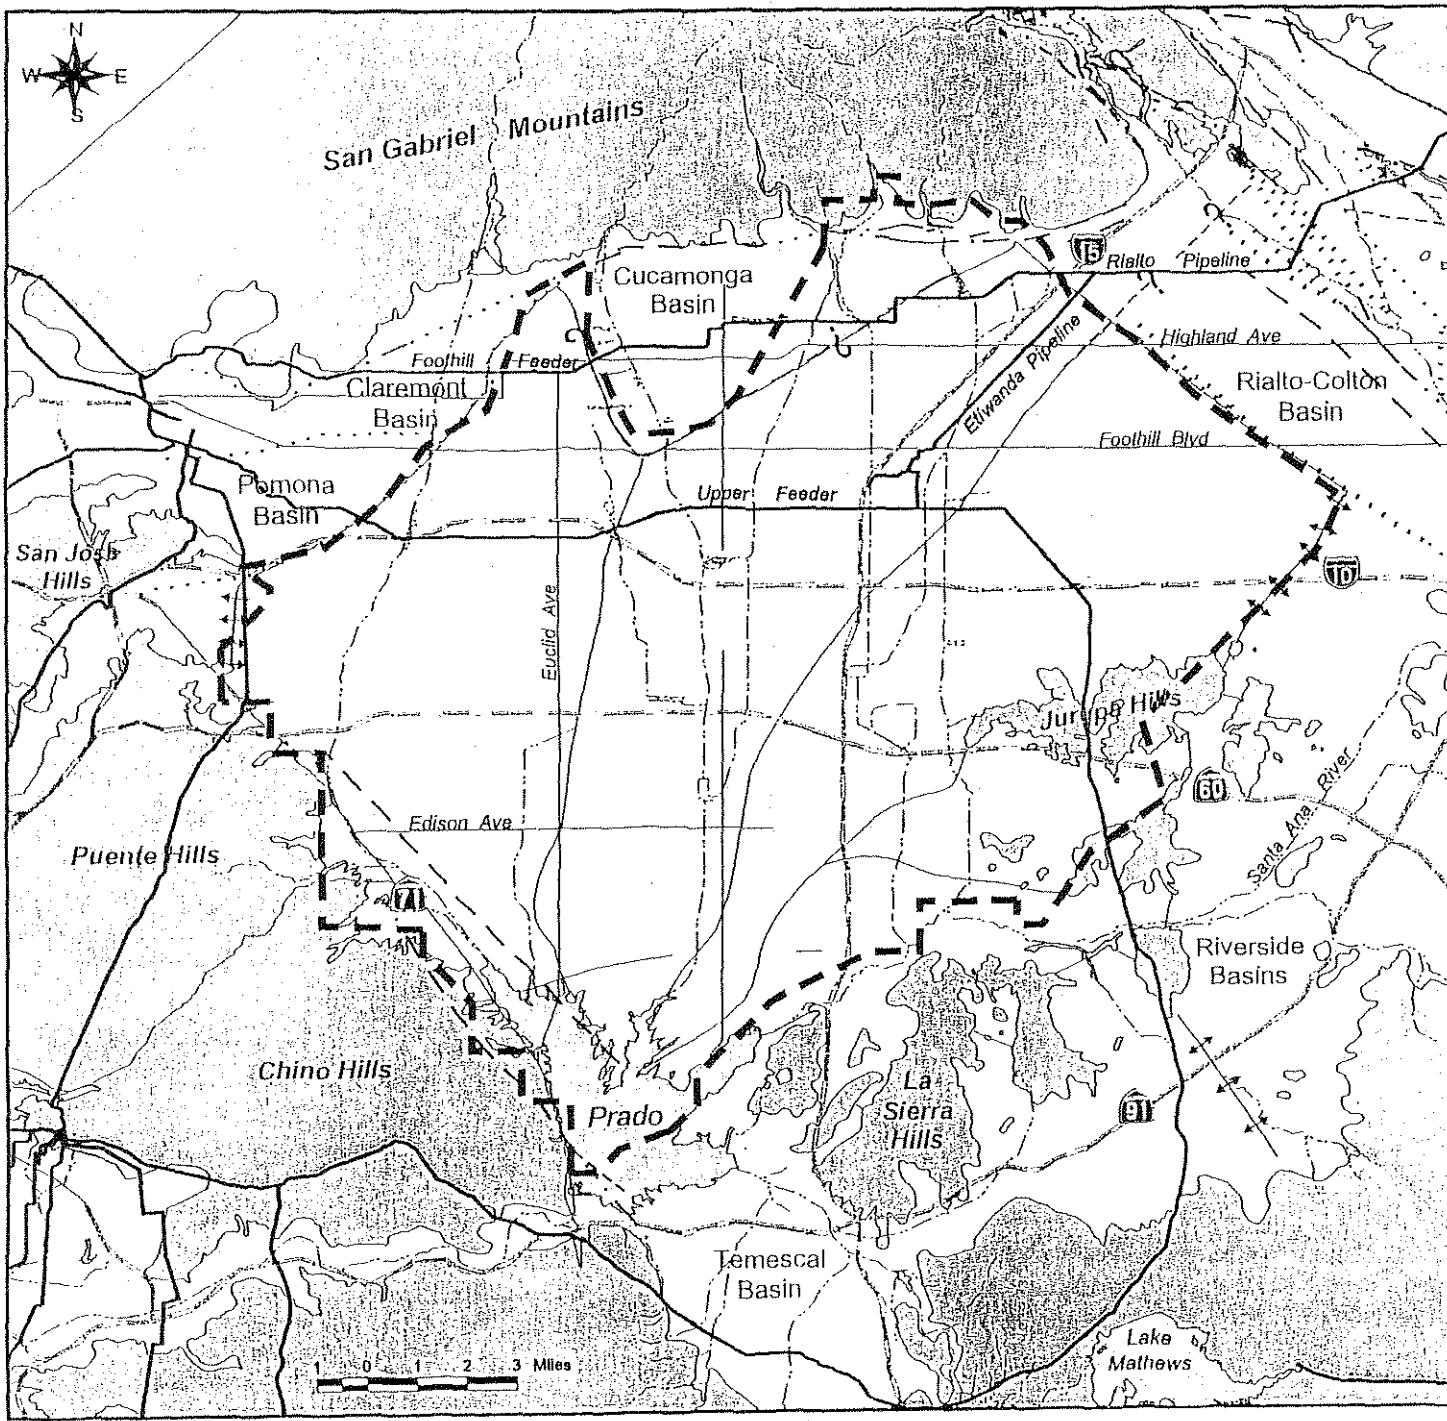 N
W E
S
San Gabriel Mountains
15
Rialto Pipeline
Cucamonga
Basin
Highland Ave
Foothill Feeder
Etiwanda Pipeline
Claremont
Basin
Rialto-Colton
Basin
Foothill Blvd
Pomona
Basin
Upper Feeder
San Jose
Hills
10
Euclid Ave
Jurupa Hills
60
Santa Ana River
Edison Ave
Puente Hills
71
Riverside
Basins
Chino Hills
La
Sierra
Hills
91
Prado
Temescal
Basin
Lake
Mathews
1 0 1 2 3 Miles